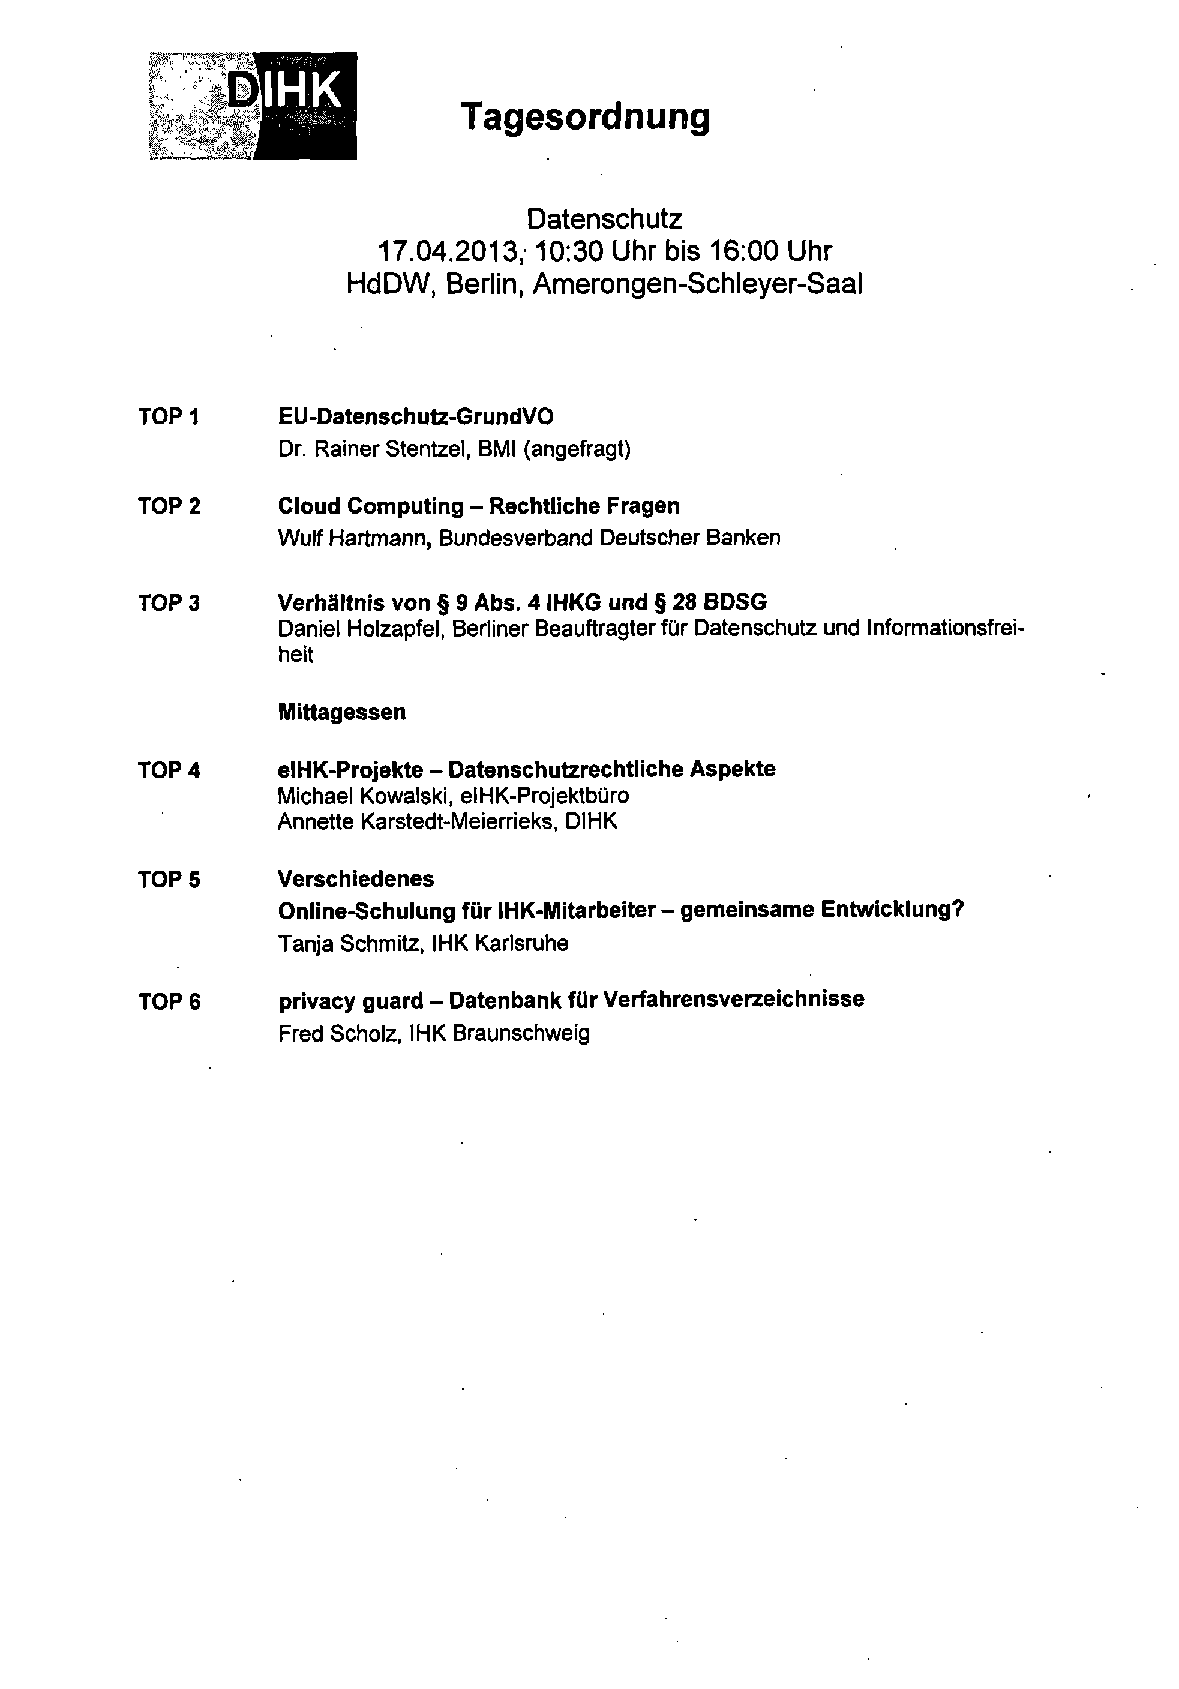 DIHK
Tagesordnung
Datenschutz
17.04.2013, 10:30 Uhr bis 16:00 Uhr
HdDW, Berlin, Amerongen-Schleyer-Saal
TOP 1 EU-Datenschutz-GrundVO
Dr. Rainer Stentzel, BMI (angefragt)
TOP 2 Cloud Computing – Rechtliche Fragen
Wulf Hartmann, Bundesverband Deutscher Banken
TOP 3 Verhältnis von § 9 Abs. 4 IHKG und § 28 BDSG
Daniel Holzapfel, Berliner Beauftragter für Datenschutz und Informationsfrei-
heit
Mittagessen
TOP 4 eIHK-Projekte – Datenschutzrechtliche Aspekte
Michael Kowalski, eIHK-Projektbüro
Annette Karstedt-Meierrieks, DIHK
TOP 5 Verschiedenes
Online-Schulung für IHK-Mitarbeiter – gemeinsame Entwicklung?
Tanja Schmitz, IHK Karlsruhe
TOP 6 privacy guard – Datenbank für Verfahrensverzeichnisse
Fred Scholz, IHK Braunschweig